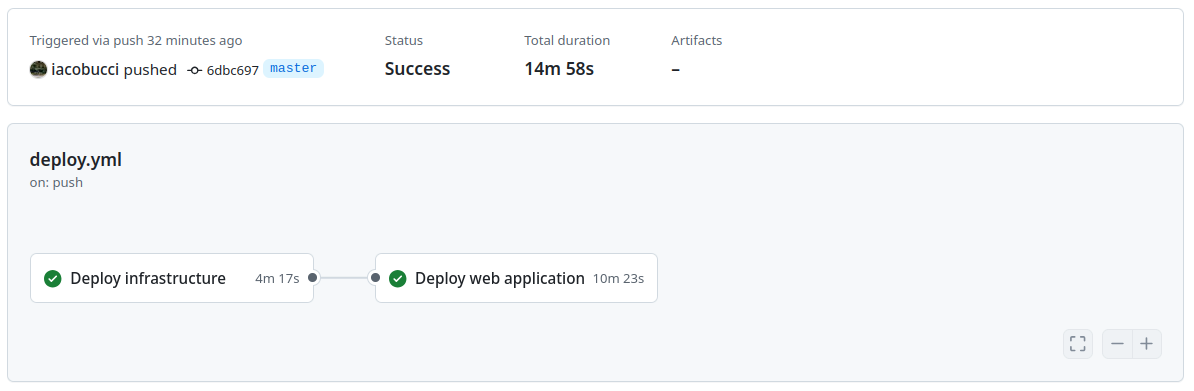 Triggered via push 32 minutes ago
iacobucci pushed 6dbc697 master
Status
Success
Total duration
14m 58s
Artifacts
–
deploy.yml
on: push
Deploy infrastructure 4m 17s
Deploy web application 10m 23s